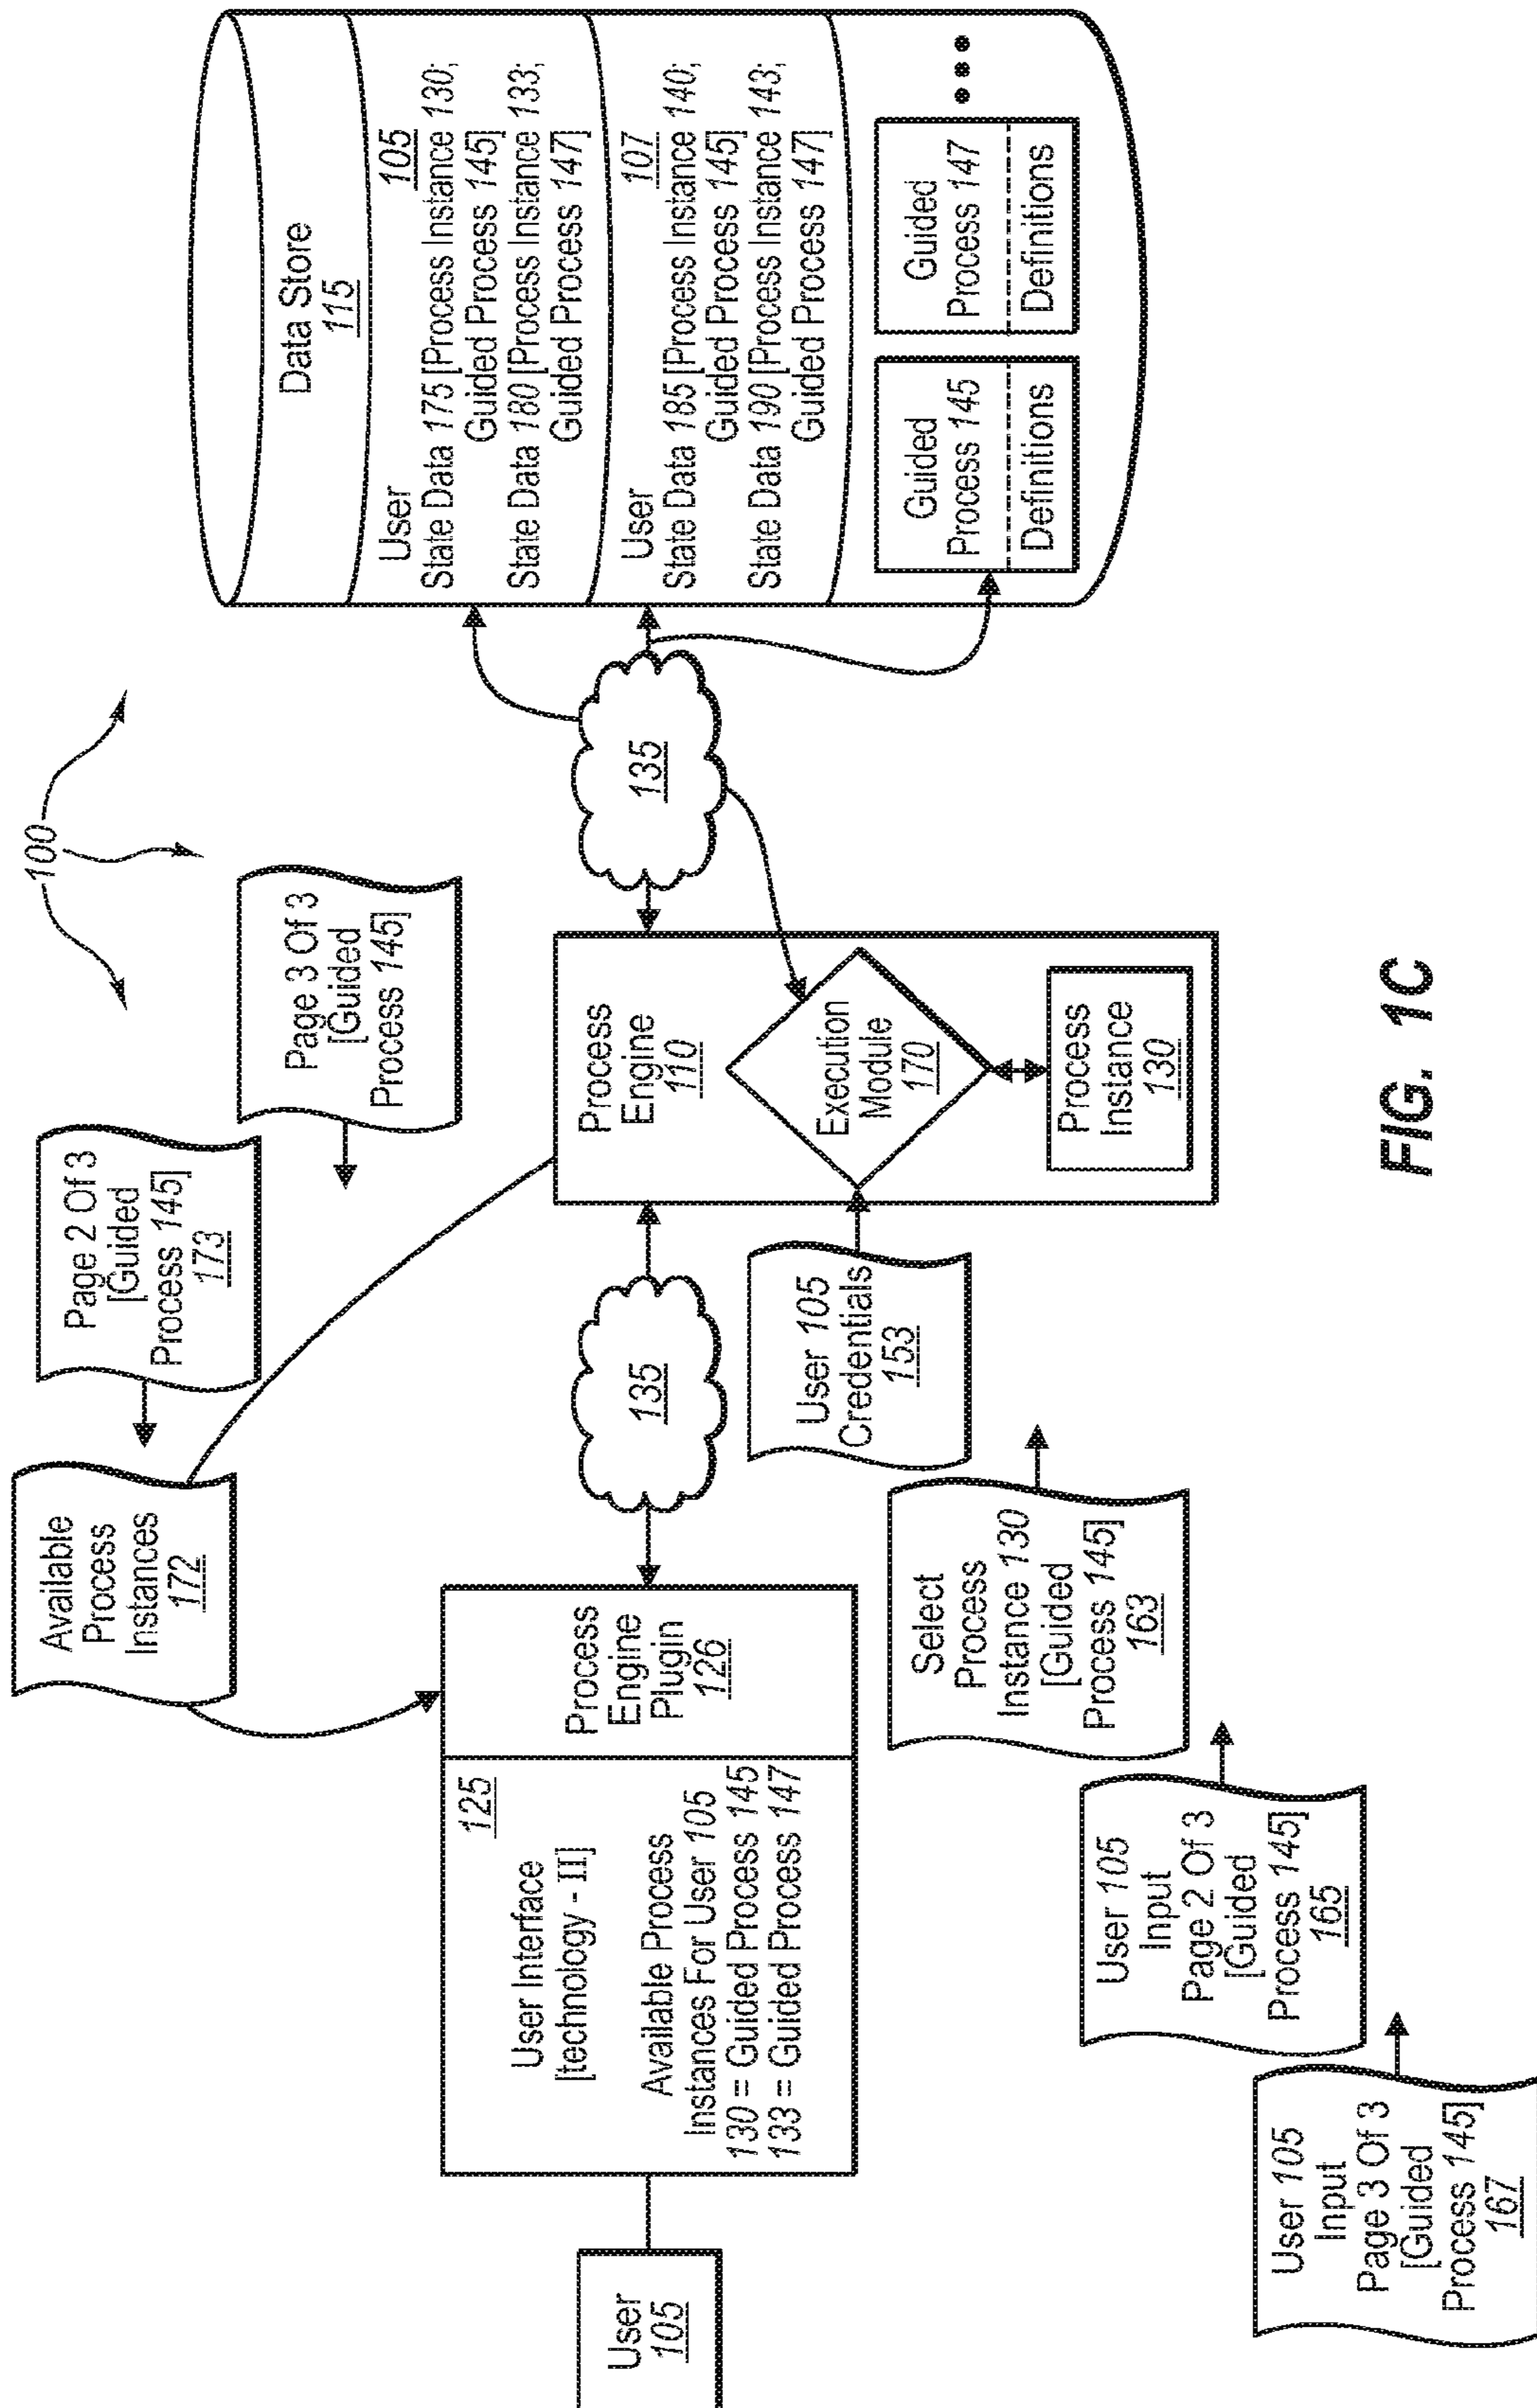 100
Available
Process
Instances
172
Page 2 Of 3
[Guided
Process 145]
173
Page 3 Of 3
[Guided
Process 145]
User
105
125
User Interface
[technology - II]
Available Process
Instances For User 105
130 = Guided Process 145
133 = Guided Process 147
Process
Engine
Plugin
126
135
Process
Engine
110
Execution
Module
170
Process
Instance
130
135
Data Store
115
User 105
State Data 175 [Process Instance 130;
Guided Process 145]
State Data 180 [Process Instance 133;
Guided Process 147]
User 107
State Data 185 [Process Instance 140;
Guided Process 145]
State Data 190 [Process Instance 143;
Guided Process 147]
Guided
Process 145
Definitions
Guided
Process 147
Definitions
User 105
Credentials
153
Select
Process
Instance 130
[Guided
Process 145]
163
User 105
Input
Page 2 Of 3
[Guided
Process 145]
165
User 105
Input
Page 3 Of 3
[Guided
Process 145]
167
FIG. 1C